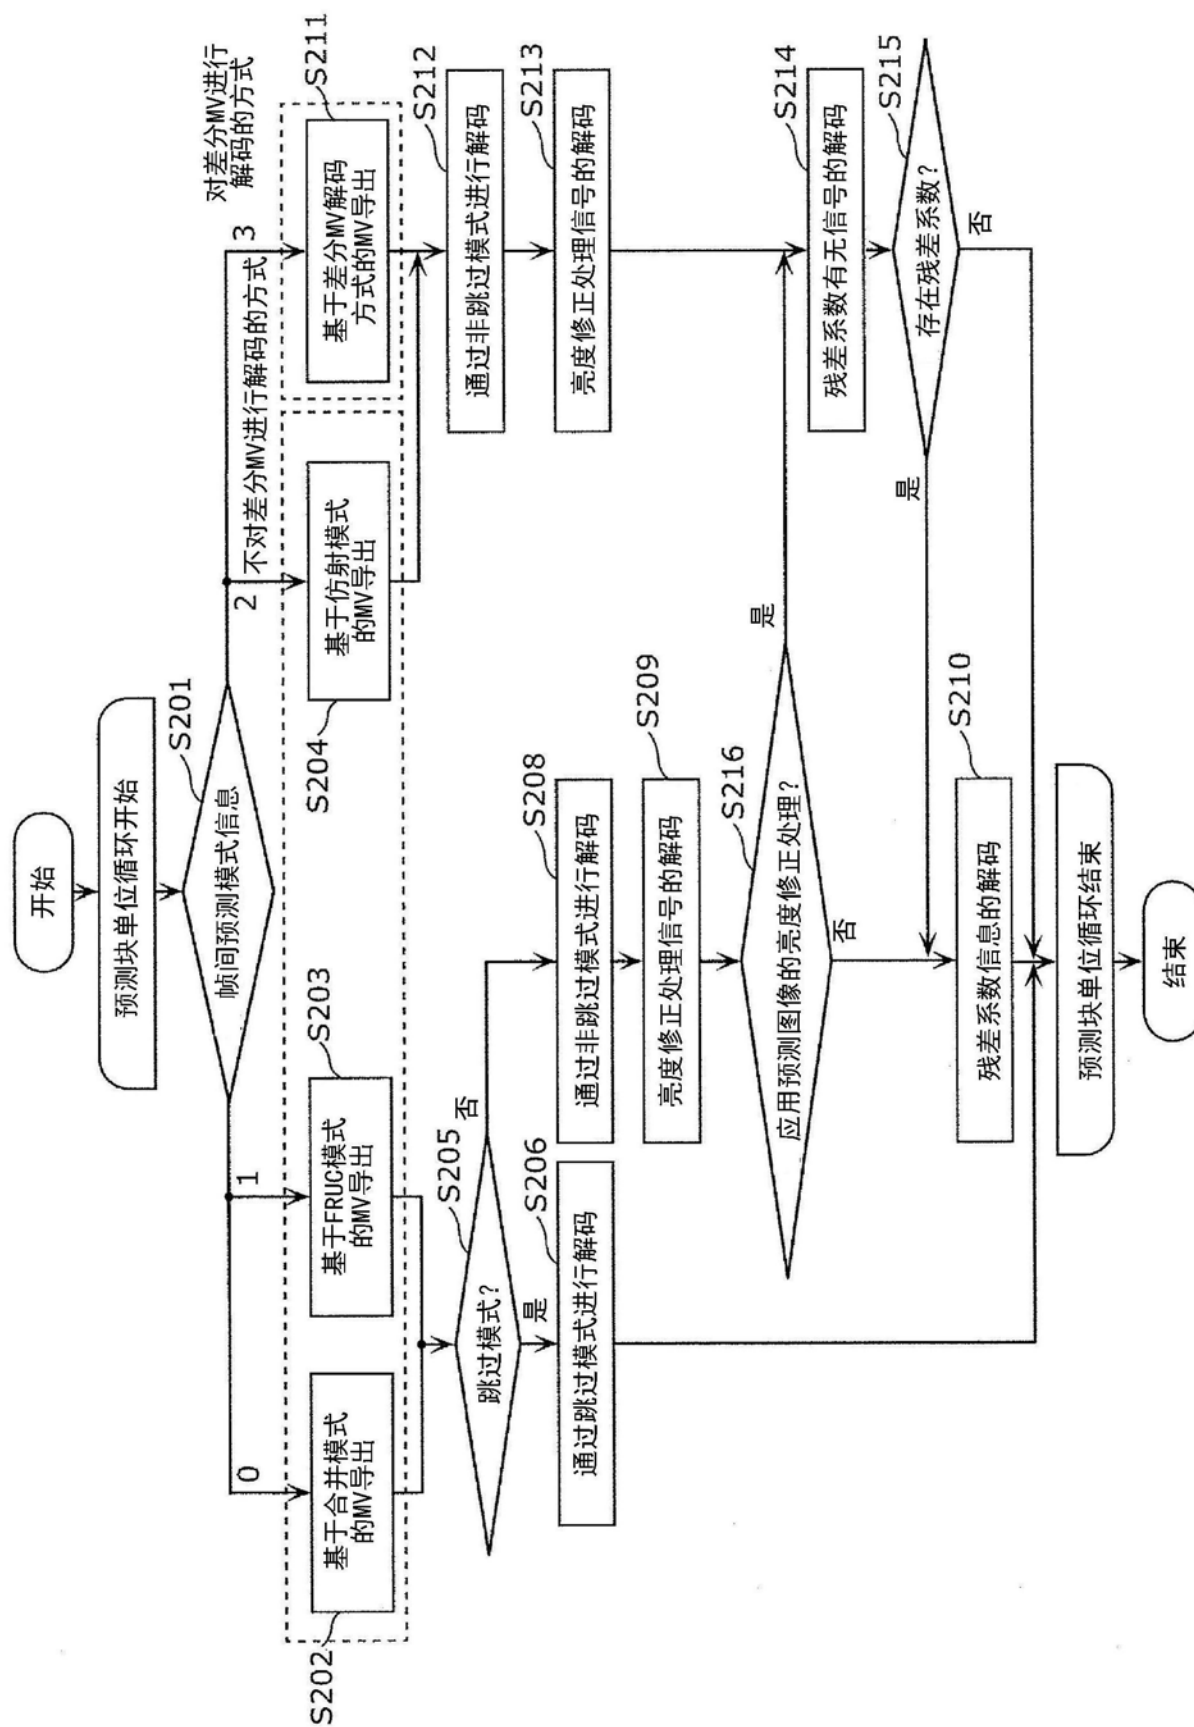 开始
预测块单位循环开始
S201
帧间预测模式信息
0
1
2
3
不对差分MV进行解码的方式
对差分MV进行
解码的方式
S202
基于合并模式
的MV导出
S203
基于FRUC模式
的MV导出
S204
基于仿射模式
的MV导出
S211
基于差分MV解码
方式的MV导出
S205
跳过模式?
是
否
S206
通过跳过模式进行解码
S208
通过非跳过模式进行解码
S209
亮度修正处理信号的解码
S216
应用预测图像的亮度修正处理?
是
否
S212
通过非跳过模式进行解码
S213
亮度修正处理信号的解码
S214
残差系数有无信号的解码
S215
存在残差系数?
是
否
S210
残差系数信息的解码
预测块单位循环结束
结束